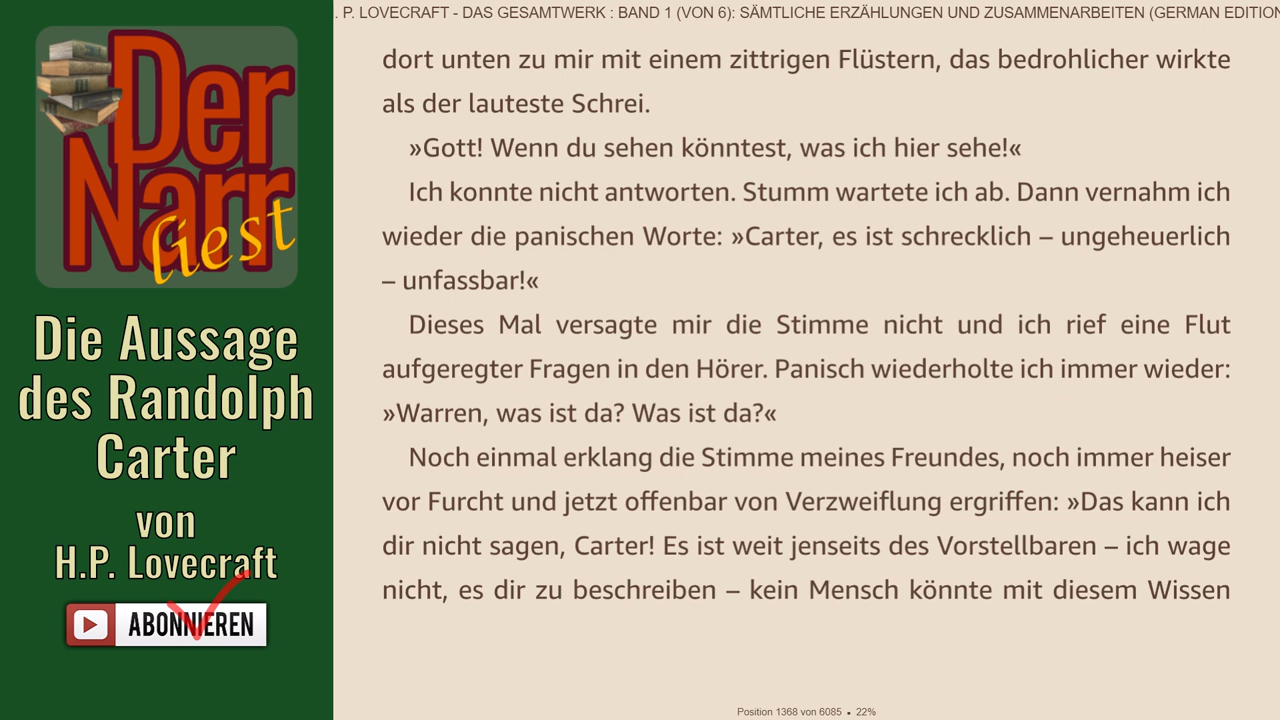 Der
Narr
liest
Die Aussage
des Randolph
Carter
von
H.P. Lovecraft
ABONNIEREN
. P. LOVECRAFT - DAS GESAMTWERK : BAND 1 (VON 6): SÄMTLICHE ERZÄHLUNGEN UND ZUSAMMENARBEITEN (GERMAN EDITION
dort unten zu mir mit einem zittrigen Flüstern, das bedrohlicher wirkte
als der lauteste Schrei.
»Gott! Wenn du sehen könntest, was ich hier sehe!«
Ich konnte nicht antworten. Stumm wartete ich ab. Dann vernahm ich
wieder die panischen Worte: »Carter, es ist schrecklich – ungeheuerlich
– unfassbar!«
Dieses Mal versagte mir die Stimme nicht und ich rief eine Flut
aufgeregter Fragen in den Hörer. Panisch wiederholte ich immer wieder:
»Warren, was ist da? Was ist da?«
Noch einmal erklang die Stimme meines Freundes, noch immer heiser
vor Furcht und jetzt offenbar von Verzweiflung ergriffen: »Das kann ich
dir nicht sagen, Carter! Es ist weit jenseits des Vorstellbaren – ich wage
nicht, es dir zu beschreiben – kein Mensch könnte mit diesem Wissen
Position 1368 von 6085 • 22%